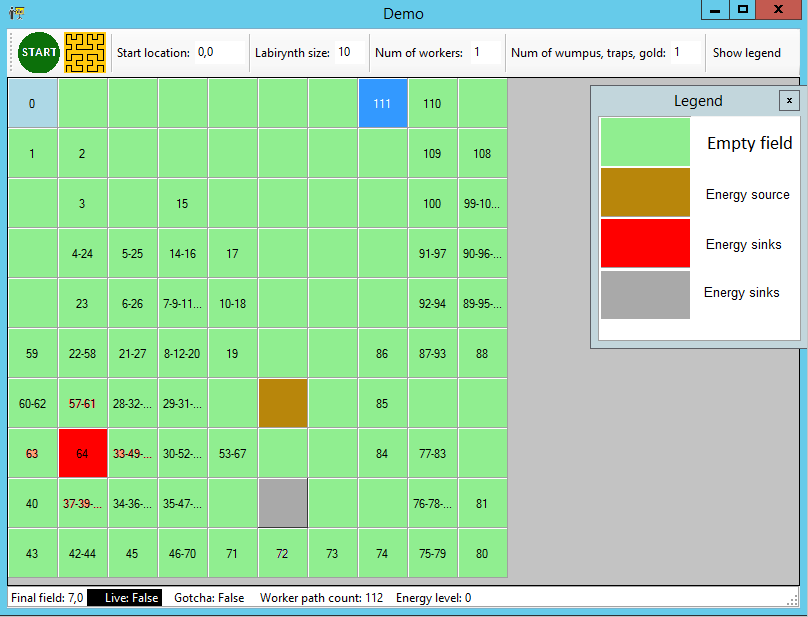 Demo
START Start location: 0,0 Labirynth size: 10 Num of workers: 1 Num of wumpus, traps, gold: 1 Show legend
0 111 110
1 2 109 108
3 15 100 99-10...
4-24 5-25 14-16 17 91-97 90-96-...
23 6-26 7-9-11... 10-18 92-94 89-95-...
59 22-58 21-27 8-12-20 19 86 87-93 88
60-62 57-61 28-32-... 29-31-... 85
63 64 33-49-... 30-52-... 53-67 84 77-83
40 37-39-... 34-36-... 35-47-... 76-78-... 81
43 42-44 45 46-70 71 72 73 74 75-79 80
Legend
Empty field
Energy source
Energy sinks
Energy sinks
Final field: 7,0 Live: False Gotcha: False Worker path count: 112 Energy level: 0